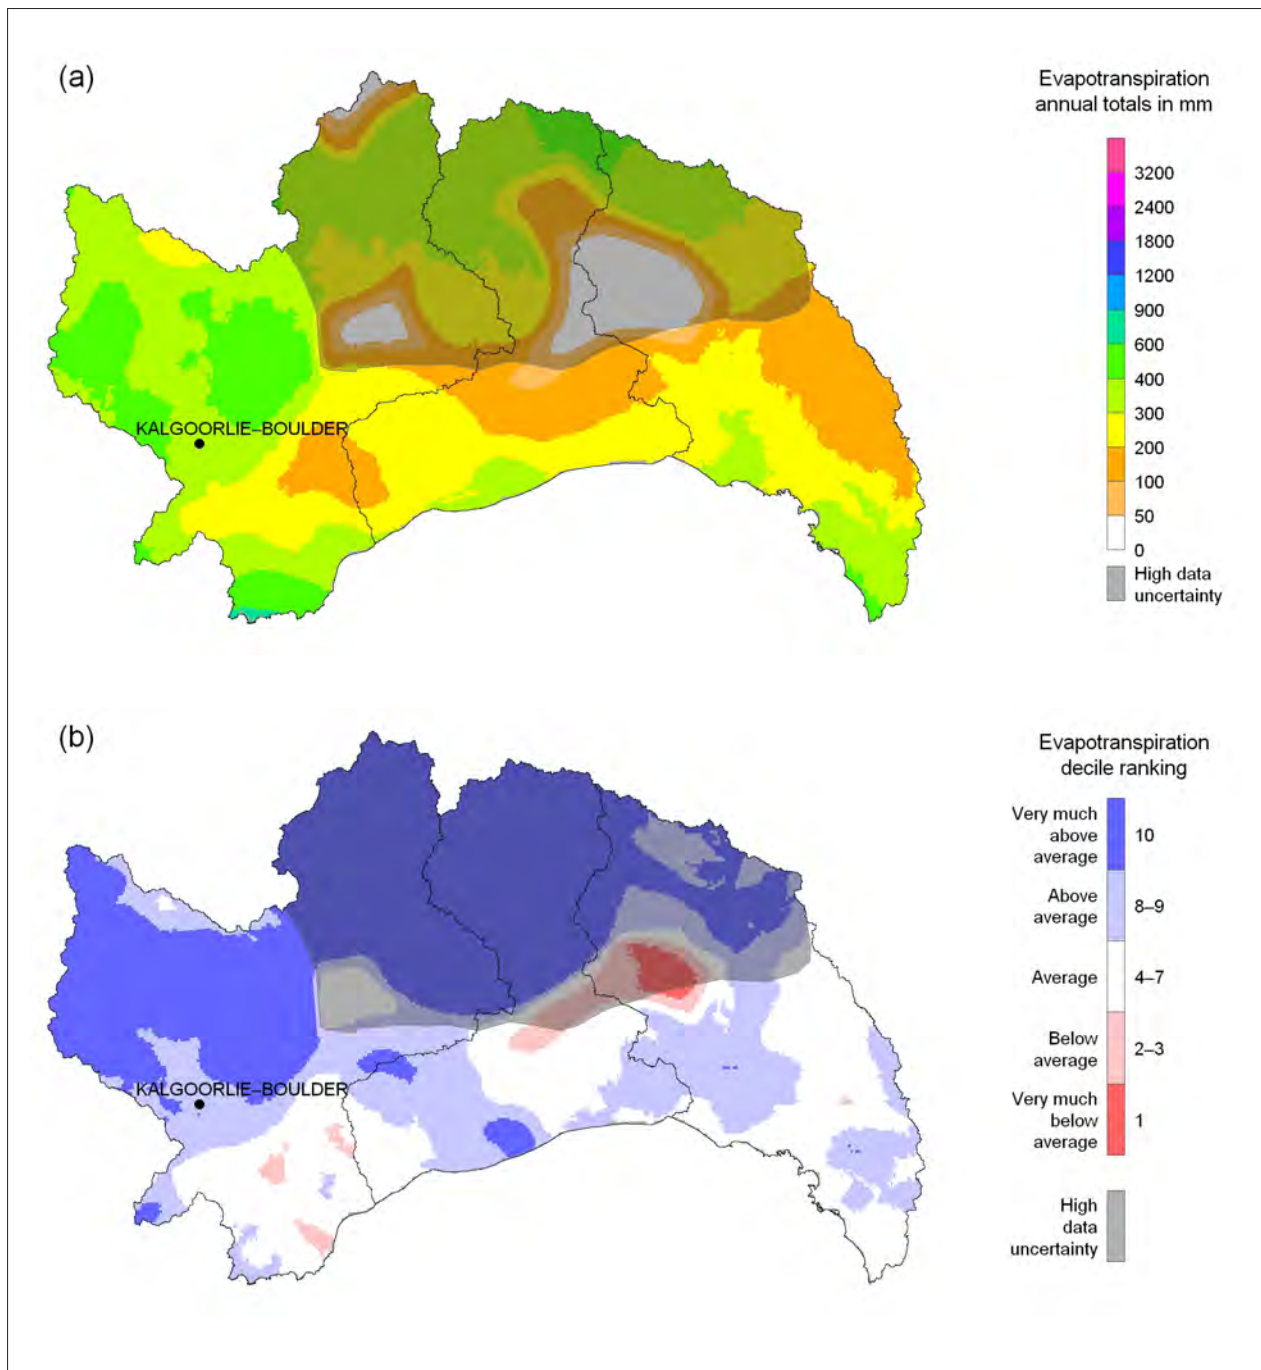 (a)
Evapotranspiration
annual totals in mm
3200
2400
1800
1200
900
600
400
300
200
100
50
0
High data
uncertainty
KALGOORLIE–BOULDER
(b)
Evapotranspiration
decile ranking
Very much
above
average
10
Above
average
8–9
Average
4–7
Below
average
2–3
Very much
below
average
1
High
data
uncertainty
KALGOORLIE–BOULDER